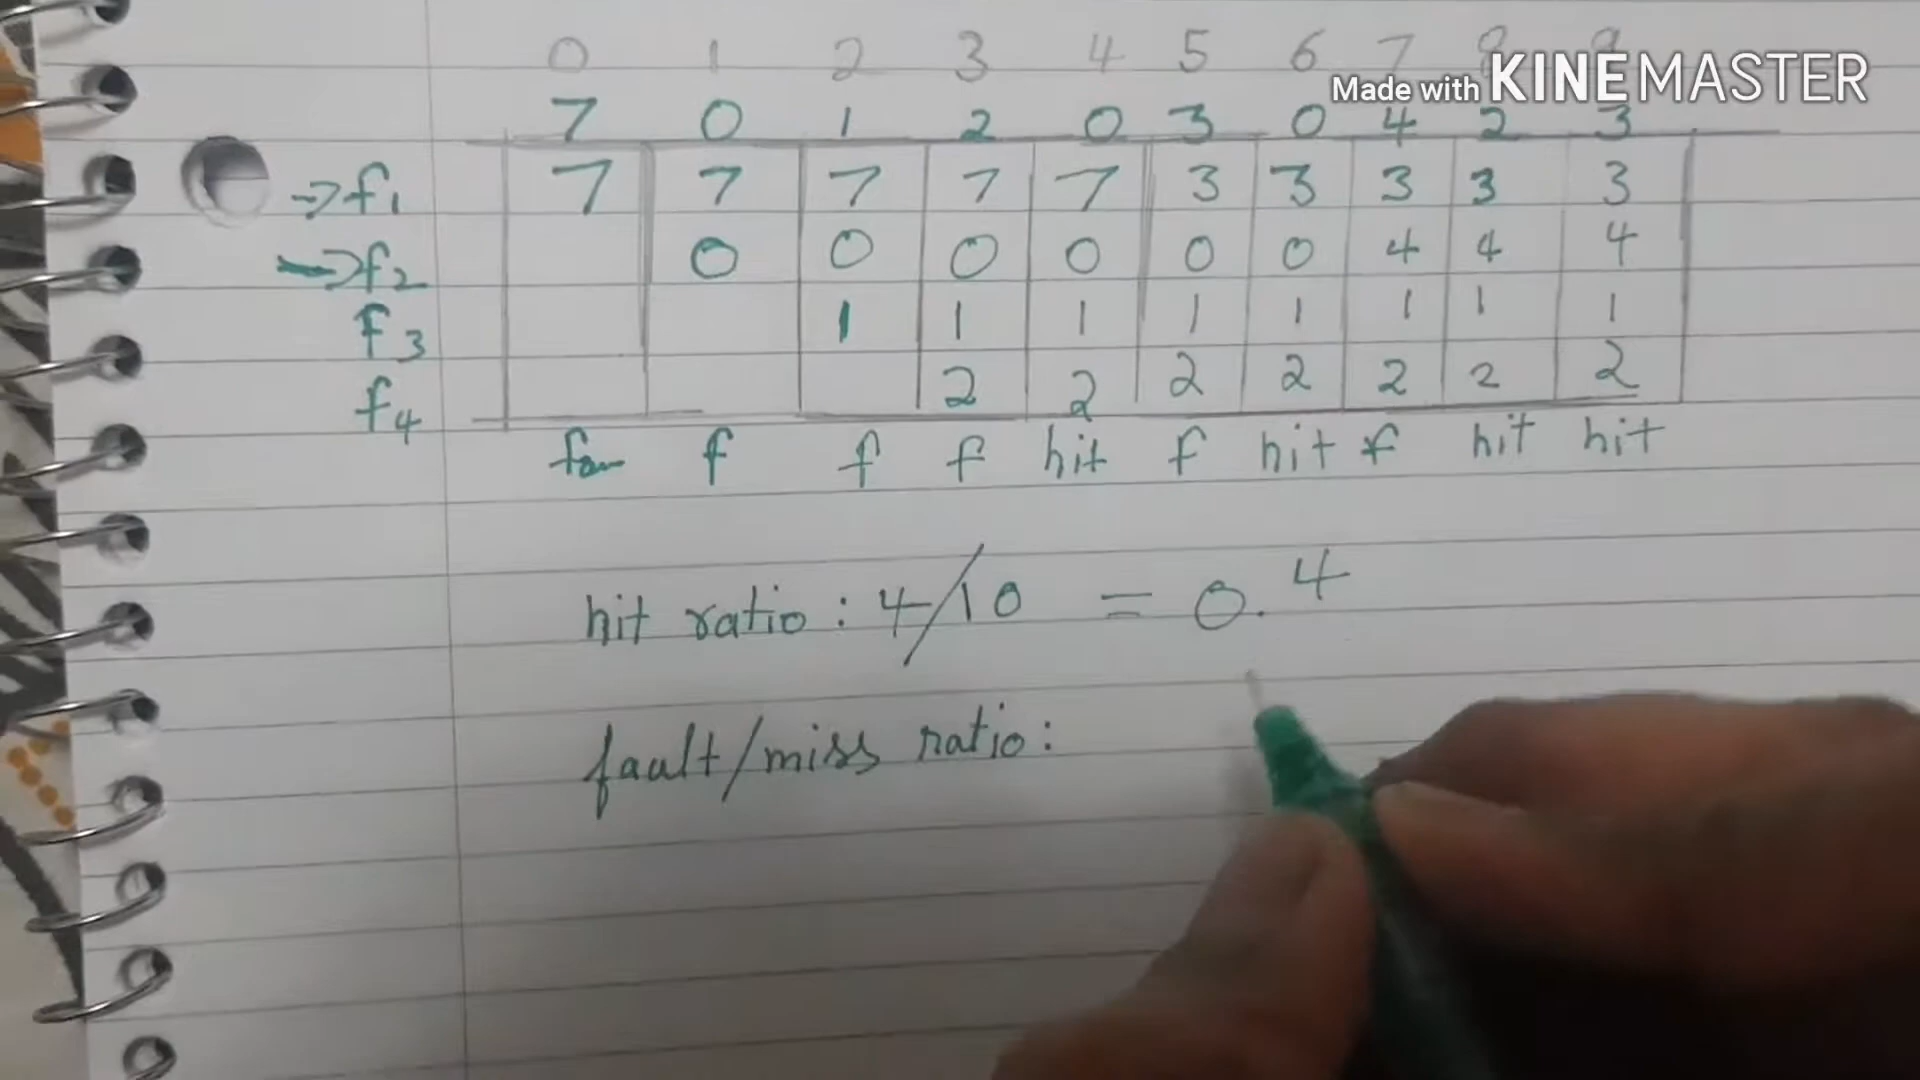 0 1 2 3 4 5 6 7 8 9
Made with KINEMASTER
7 0 1 2 0 3 0 4 2 3
->f1 7 7 7 7 7 3 3 3 3 3
->f2 0 0 0 0 0 0 4 4 4
f3 1 1 1 1 1 1 1 1
f4 2 2 2 2 2 2 2
f f f hit f hit f hit hit
hit ratio : 4/10 = 0.4
fault/miss ratio: